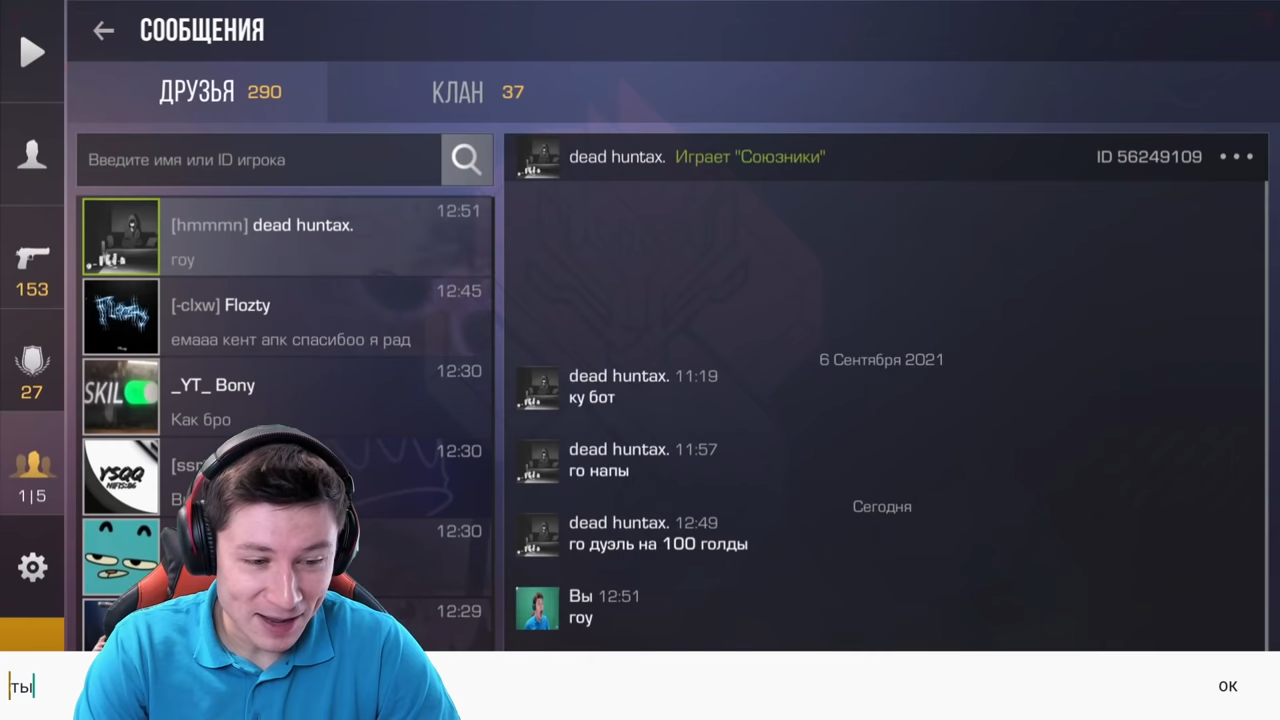 СООБЩЕНИЯ
ДРУЗЬЯ 290
КЛАН 37
Введите имя или ID игрока
dead huntax. Играет "Союзники"
ID 56249109
153
27
1|5
[hmmmn] dead huntax.
12:51
гоу
[-clxw] Flozty
12:45
емааа кент апк спасибоо я рад
SKIL
_YT_ Bony
12:30
Как бро
YSQQ
12:30
12:30
12:29
6 Сентября 2021
dead huntax. 11:19
ку бот
dead huntax. 11:57
го напы
Сегодня
dead huntax. 12:49
го дуэль на 100 голды
Вы 12:51
гоу
ты
ОК